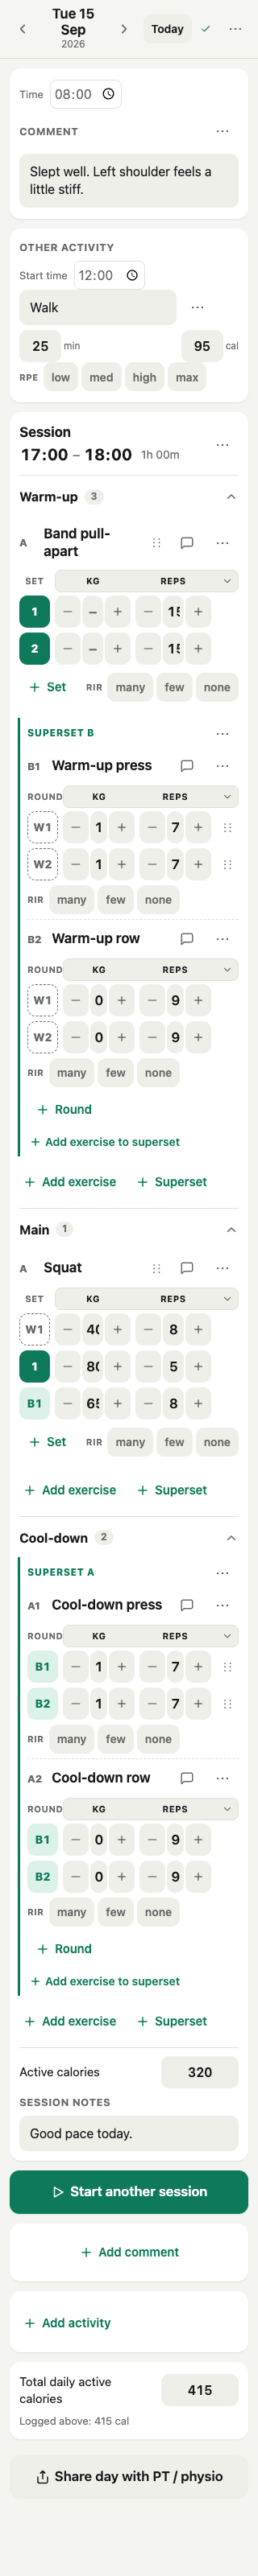 Tue 15
Sep
2026
Today
Time 08:00
COMMENT
Slept well. Left shoulder feels a
little stiff.
OTHER ACTIVITY
Start time 12:00
Walk
25 min 95 cal
RPE low med high max
Session
17:00 – 18:00 1h 00m
Warm-up 3
A Band pull-
apart
SET KG REPS
1 − – + − +
2 − – + − +
+ Set RIR many few none
SUPERSET B
B1 Warm-up press
ROUND KG REPS
W1 − 1 + − 7 +
W2 − 1 + − 7 +
RIR many few none
B2 Warm-up row
ROUND KG REPS
W1 − 0 + − 9 +
W2 − 0 + − 9 +
RIR many few none
+ Round
+ Add exercise to superset
+ Add exercise + Superset
Main 1
A Squat
SET KG REPS
W1 − + − 8 +
1 − + − 5 +
B1 − + − 8 +
+ Set RIR many few none
+ Add exercise + Superset
Cool-down 2
SUPERSET A
A1 Cool-down press
ROUND KG REPS
B1 − 1 + − 7 +
B2 − 1 + − 7 +
RIR many few none
A2 Cool-down row
ROUND KG REPS
B1 − 0 + − 9 +
B2 − 0 + − 9 +
RIR many few none
+ Round
+ Add exercise to superset
+ Add exercise + Superset
Active calories 320
SESSION NOTES
Good pace today.
Start another session
+ Add comment
+ Add activity
Total daily active
calories
415
Logged above: 415 cal
Share day with PT / physio